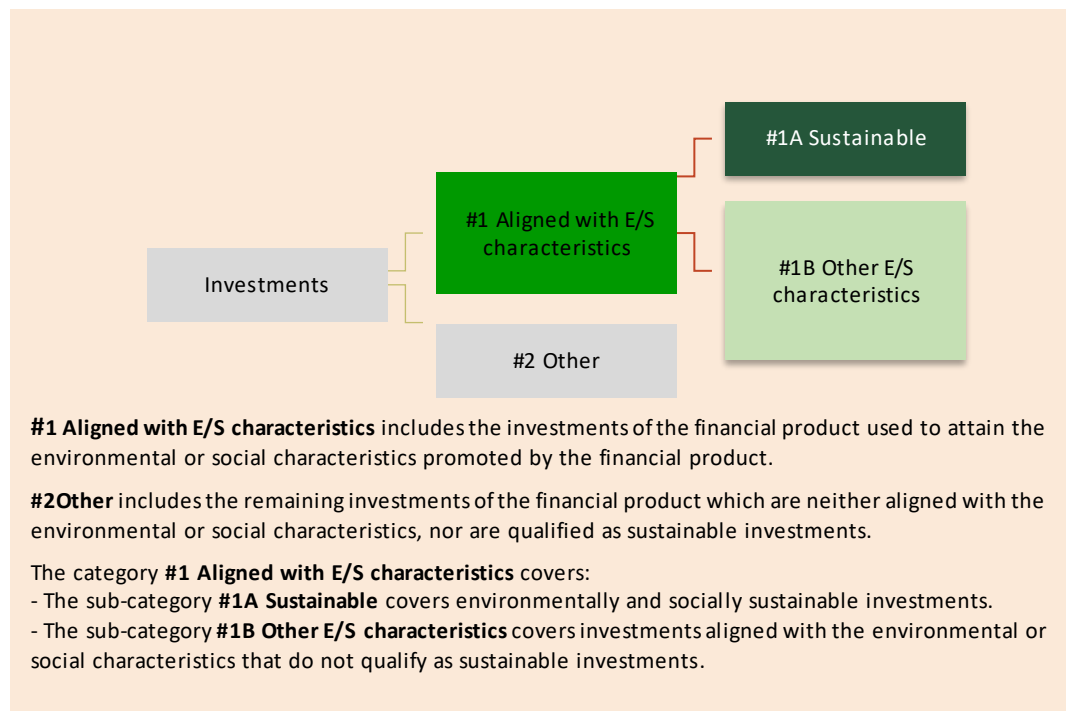 #1A Sustainable
#1 Aligned with E/S
characteristics
#1B Other E/S
characteristics
Investments
#2 Other
#1 Aligned with E/S characteristics includes the investments of the financial product used to attain the
environmental or social characteristics promoted by the financial product.
#2Other includes the remaining investments of the financial product which are neither aligned with the
environmental or social characteristics, nor are qualified as sustainable investments.
The category #1 Aligned with E/S characteristics covers:
- The sub-category #1A Sustainable covers environmentally and socially sustainable investments.
- The sub-category #1B Other E/S characteristics covers investments aligned with the environmental or
social characteristics that do not qualify as sustainable investments.